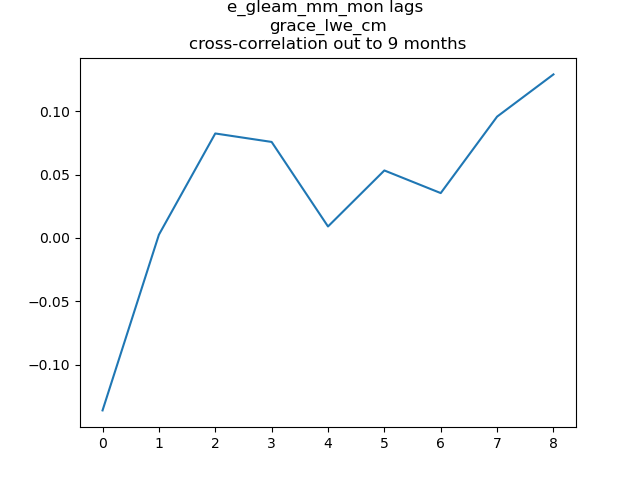 e_gleam_mm_mon lags
grace_lwe_cm
cross-correlation out to 9 months
0.10
0.05
0.00
−0.05
−0.10
0 1 2 3 4 5 6 7 8